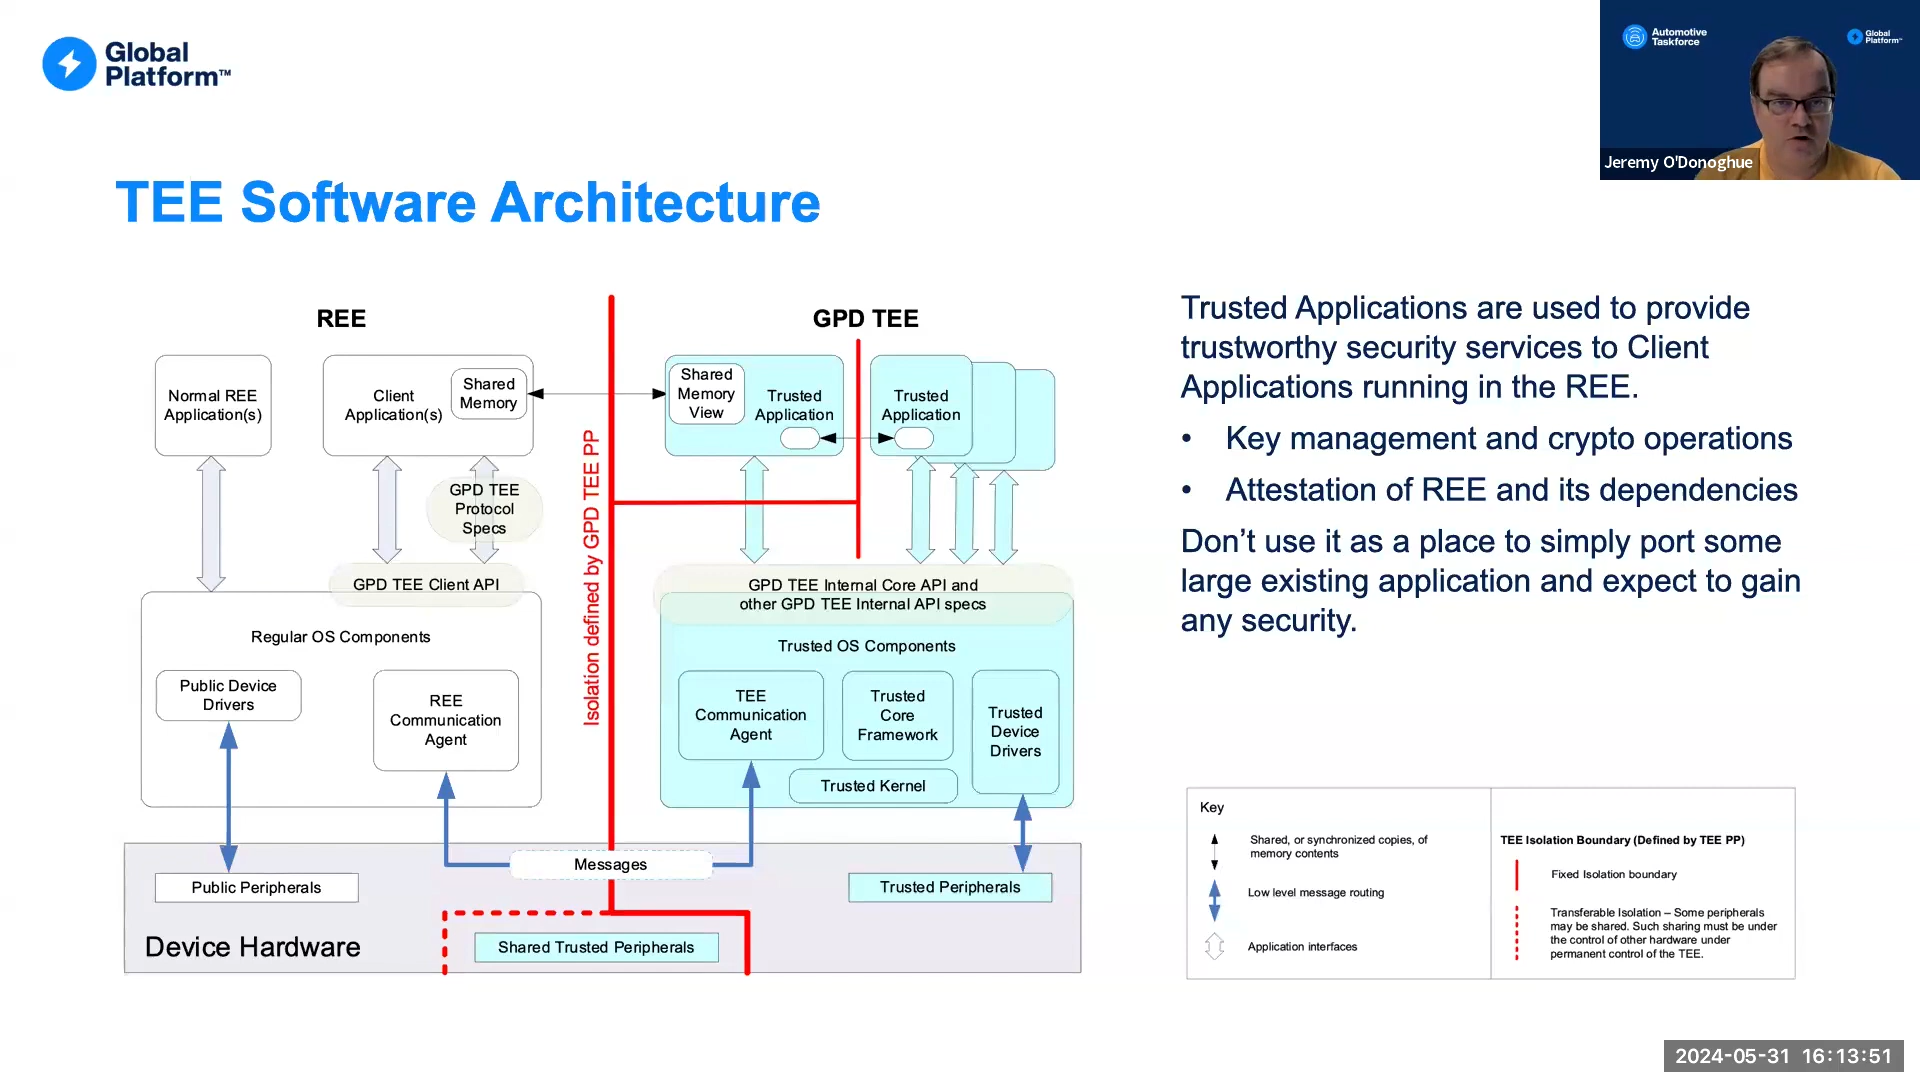 Global
Platform™
Automotive
Taskforce
Global
Platform™
Jeremy O'Donoghue
TEE Software Architecture
REE
GPD TEE
Normal REE
Application(s)
Client
Application(s)
Shared
Memory
Shared
Memory
View
Trusted
Application
Trusted
Application
GPD TEE
Protocol
Specs
Isolation defined by GPD TEE PP
GPD TEE Client API
GPD TEE Internal Core API and
other GPD TEE Internal API specs
Regular OS Components
Trusted OS Components
Public Device
Drivers
REE
Communication
Agent
TEE
Communication
Agent
Trusted
Core
Framework
Trusted
Device
Drivers
Trusted Kernel
Messages
Public Peripherals
Trusted Peripherals
Device Hardware
Shared Trusted Peripherals
Trusted Applications are used to provide
trustworthy security services to Client
Applications running in the REE.
• Key management and crypto operations
• Attestation of REE and its dependencies
Don’t use it as a place to simply port some
large existing application and expect to gain
any security.
Key
Shared, or synchronized copies, of
memory contents
Low level message routing
Application interfaces
TEE Isolation Boundary (Defined by TEE PP)
Fixed Isolation boundary
Transferable Isolation – Some peripherals
may be shared. Such sharing must be under
the control of other hardware under
permanent control of the TEE.
2024-05-31 16:13:51